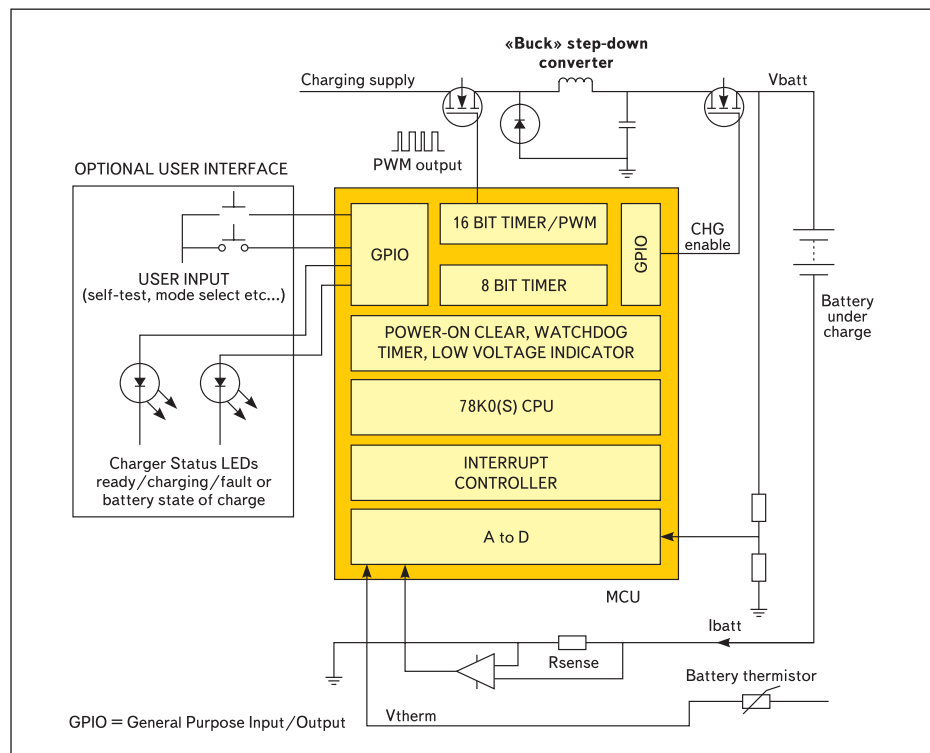 «Buck» step-down
converter
Charging supply
Vbatt
PWM output
OPTIONAL USER INTERFACE
GPIO
16 BIT TIMER/PWM
GPIO
CHG
enable
8 BIT TIMER
USER INPUT
(self-test, mode select etc...)
Battery
under
charge
POWER-ON CLEAR, WATCHDOG
TIMER, LOW VOLTAGE INDICATOR
78K0(S) CPU
Charger Status LEDs
ready/charging/fault or
battery state of charge
INTERRUPT
CONTROLLER
A to D
MCU
Ibatt
Rsense
Battery thermistor
Vtherm
GPIO = General Purpose Input/Output